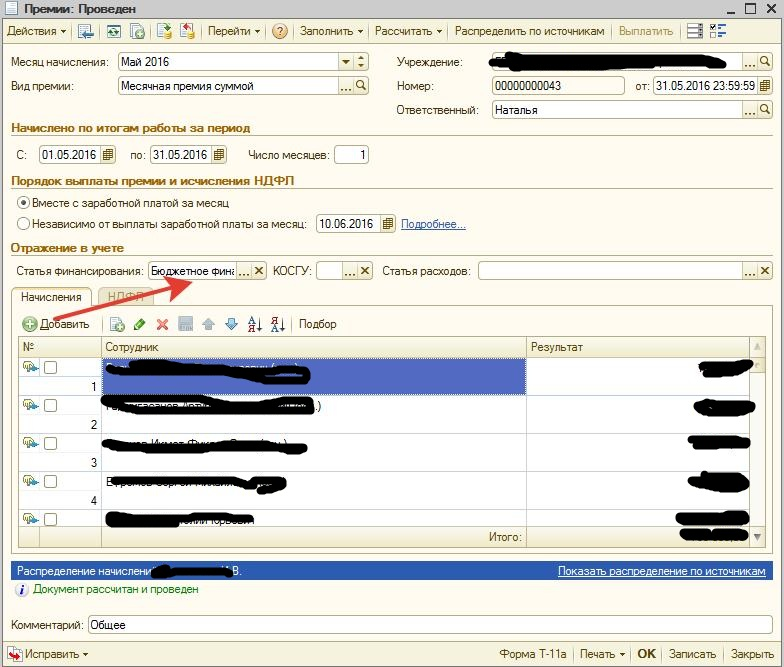 Премии: Проведен
Действия Перейти Заполнить Рассчитать Распределить по источникам Выплатить
Месяц начисления: Май 2016 Учреждение:
Вид премии: Месячная премия суммой Номер: 00000000043 от: 31.05.2016 23:59:59
Ответственный: Наталья
Начислено по итогам работы за период
С: 01.05.2016 по: 31.05.2016 Число месяцев: 1
Порядок выплаты премии и исчисления НДФЛ
Вместе с заработной платой за месяц
Независимо от выплаты заработной платы за месяц: 10.06.2016 Подробнее...
Отражение в учете
Статья финансирования: Бюджетное фина КОСГУ: Статья расходов:
Начисления НДФЛ
Добавить Подбор
№ Сотрудник Результат
1
2
3
4
Итого:
Распределение начислени В.
Показать распределение по источникам
Документ рассчитан и проведен
Комментарий: Общее
Исправить Форма Т-11а Печать OK Записать Закрыть